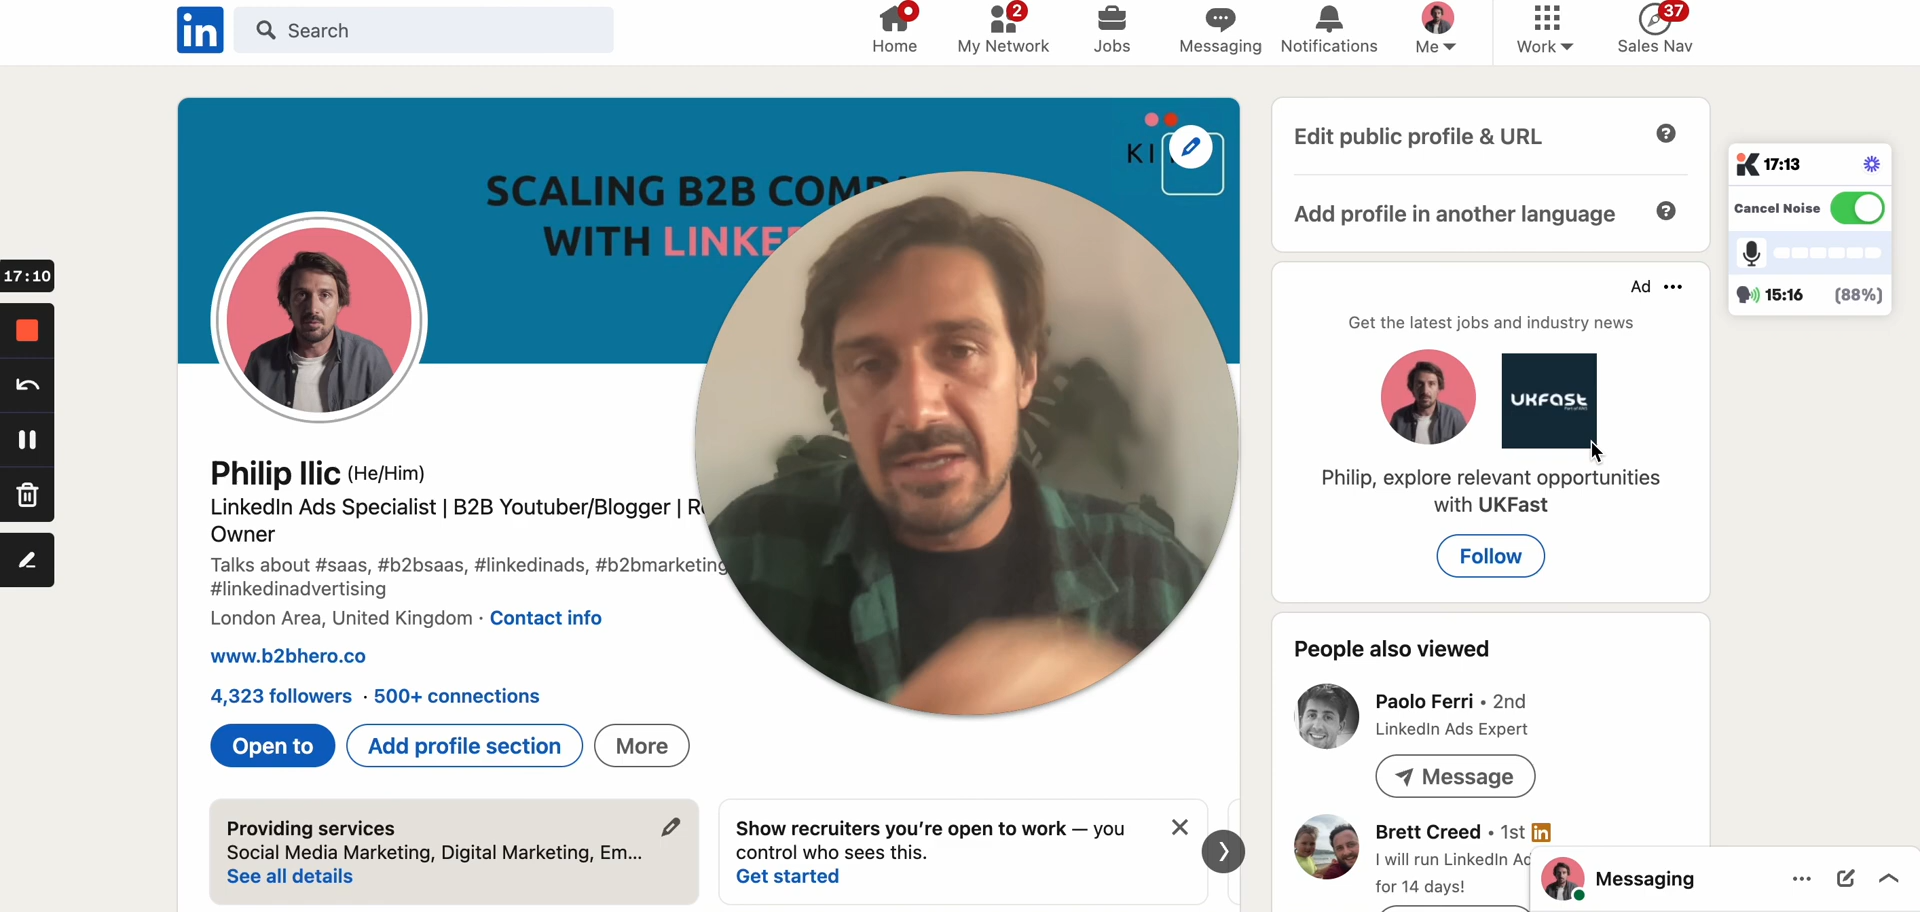 in
Search
Home
2
My Network
Jobs
Messaging
Notifications
Me
Work
37
Sales Nav
17:10
SCALING B2B
WITH
KI
Philip Ilic (He/Him)
LinkedIn Ads Specialist | B2B Youtuber/Blogger |
Owner
Talks about #saas, #b2bsaas, #linkedinads, #b2bmarketing
#linkedinadvertising
London Area, United Kingdom · Contact info
www.b2bhero.co
4,323 followers · 500+ connections
Open to
Add profile section
More
Providing services
Social Media Marketing, Digital Marketing, Em...
See all details
Show recruiters you're open to work — you
control who sees this.
Get started
Edit public profile & URL
Add profile in another language
Ad
Get the latest jobs and industry news
UKFast
Philip, explore relevant opportunities
with UKFast
Follow
People also viewed
Paolo Ferri • 2nd
LinkedIn Ads Expert
Message
Brett Creed • 1st in
I will run LinkedIn
for 14 days!
Messaging
17:13
Cancel Noise
15:16 (88%)